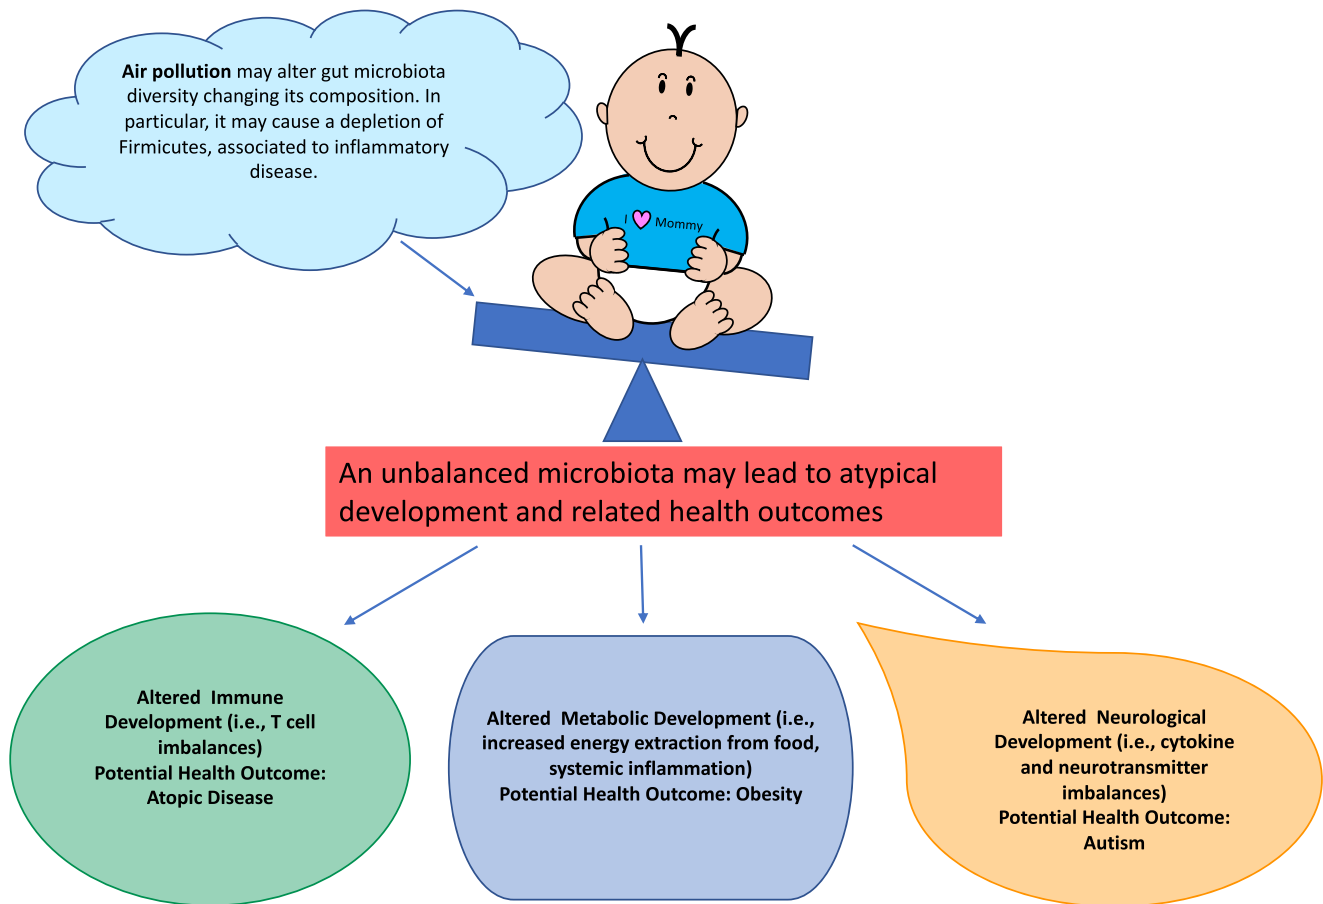 Air pollution may alter gut microbiota
diversity changing its composition. In
particular, it may cause a depletion of
Firmicutes, associated to inflammatory
disease.
I Mommy
An unbalanced microbiota may lead to atypical
development and related health outcomes
Altered Immune
Development (i.e., T cell
imbalances)
Potential Health Outcome:
Atopic Disease
Altered Metabolic Development (i.e.,
increased energy extraction from food,
systemic inflammation)
Potential Health Outcome: Obesity
Altered Neurological
Development (i.e., cytokine
and neurotransmitter
imbalances)
Potential Health Outcome:
Autism